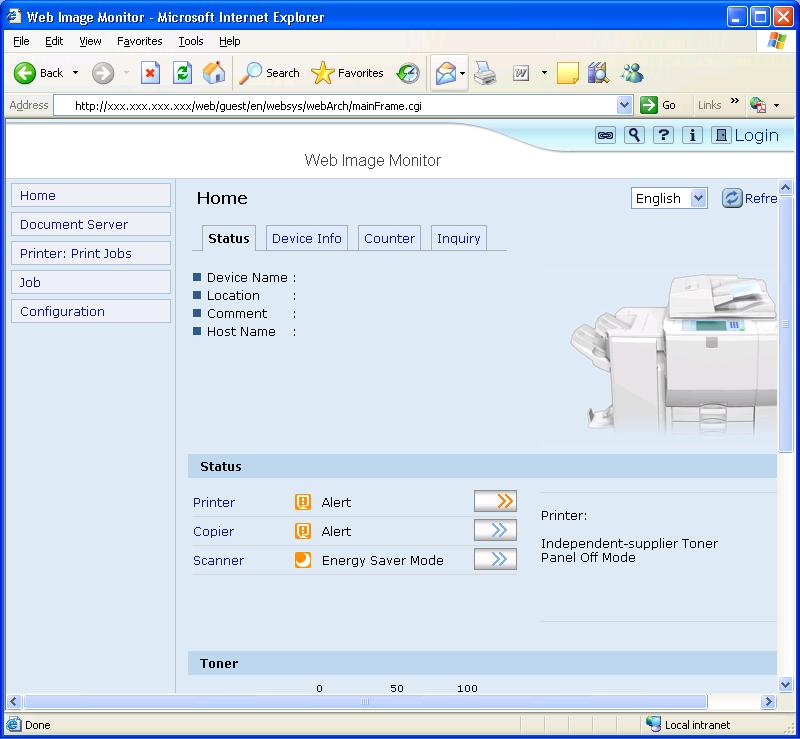 Web Image Monitor - Microsoft Internet Explorer
File Edit View Favorites Tools Help
Back Search Favorites
Address http://xxx.xxx.xxx.xxx/web/guest/en/websys/webArch/mainFrame.cgi Go Links »
? i Login
Web Image Monitor
Home
Document Server
Printer: Print Jobs
Job
Configuration
Home
English Refre
Status Device Info Counter Inquiry
Device Name :
Location :
Comment :
Host Name :
Status
Printer Alert
Copier Alert
Scanner Energy Saver Mode
Printer:
Independent-supplier Toner
Panel Off Mode
Toner
0 50 100
Done Local intranet